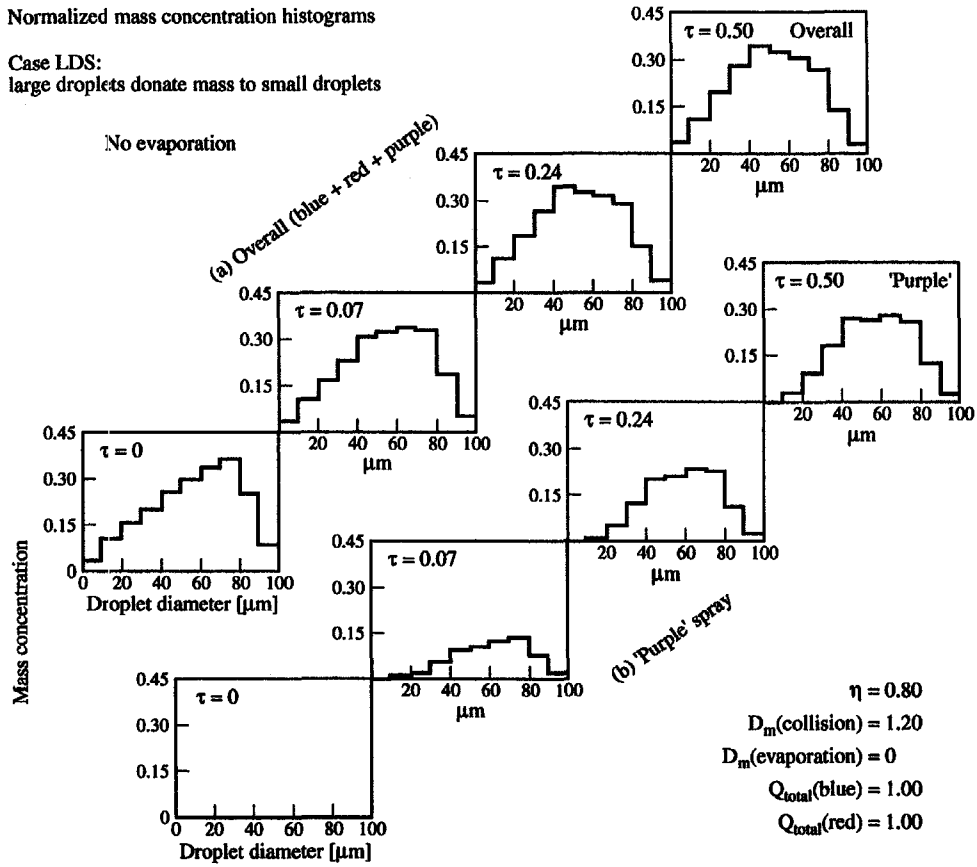 Normalized mass concentration histograms
Case LDS:
large droplets donate mass to small droplets
No evaporation
(a) Overall (blue + red + purple)
0.45
0.30
0.15
τ = 0.50 Overall
20 40 60 80 100
μm
0.45
0.30
0.15
τ = 0.24
20 40 60 80 100
μm
0.45
0.30
0.15
τ = 0.07
20 40 60 80 100
μm
0.45
0.30
0.15
0
τ = 0
0 20 40 60 80 100
Droplet diameter [μm]
Mass concentration
0.45
0.30
0.15
τ = 0.50 'Purple'
20 40 60 80 100
μm
0.45
0.30
0.15
τ = 0.24
20 40 60 80 100
μm
0.45
0.30
0.15
τ = 0.07
20 40 60 80 100
μm
0.45
0.30
0.15
0
τ = 0
0 20 40 60 80 100
Droplet diameter [μm]
(b) 'Purple' spray
η = 0.80
Dm(collision) = 1.20
Dm(evaporation) = 0
Qtotal(blue) = 1.00
Qtotal(red) = 1.00